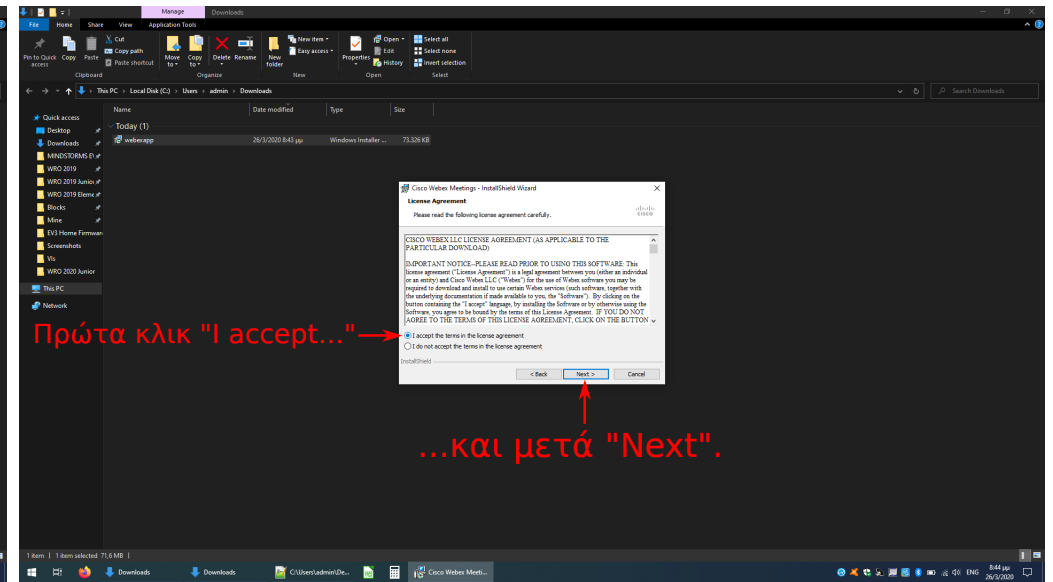 Manage
Downloads
File
Home
Share
View
Application Tools
Pin to Quick access
Copy
Paste
Cut
Copy path
Paste shortcut
Clipboard
Move to
Copy to
Delete
Rename
Organize
New folder
New item
Easy access
New
Properties
Open
Edit
History
Open
Select all
Select none
Invert selection
Select
This PC › Local Disk (C:) › Users › admin › Downloads
Search Downloads
Name
Date modified
Type
Size
Quick access
Desktop
Downloads
MINDSTORMS EV
WRO 2019
WRO 2019 Junior
WRO 2019 Eleme
Blocks
Mine
EV3 Home Firmwar
Screenshots
Vls
WRO 2020 Junior
This PC
Network
Today (1)
webexapp
26/3/2020 8:43 μμ
Windows Installer ...
73.326 KB
Cisco Webex Meetings - InstallShield Wizard
License Agreement
Please read the following license agreement carefully.
CISCO
CISCO WEBEX LLC LICENSE AGREEMENT (AS APPLICABLE TO THE
PARTICULAR DOWNLOAD)
IMPORTANT NOTICE--PLEASE READ PRIOR TO USING THIS SOFTWARE: This
license agreement ("License Agreement") is a legal agreement between you (either an individual
or an entity) and Cisco Webex LLC ("Webex") for the use of Webex software you may be
required to download and install to use certain Webex services (such software, together with
the underlying documentation if made available to you, the "Software"). By clicking on the
button containing the "I accept" language, by installing the Software or by otherwise using the
Software, you agree to be bound by the terms of this License Agreement. IF YOU DO NOT
AGREE TO THE TERMS OF THIS LICENSE AGREEMENT, CLICK ON THE BUTTON
I accept the terms in the license agreement
I do not accept the terms in the license agreement
InstallShield
< Back
Next >
Cancel
Πρώτα κλικ "I accept..."
...και μετά "Next".
1 item
1 item selected 71,6 MB
Downloads
Downloads
C:\Users\admin\De...
Cisco Webex Meeti...
ENG
8:44 μμ
26/3/2020